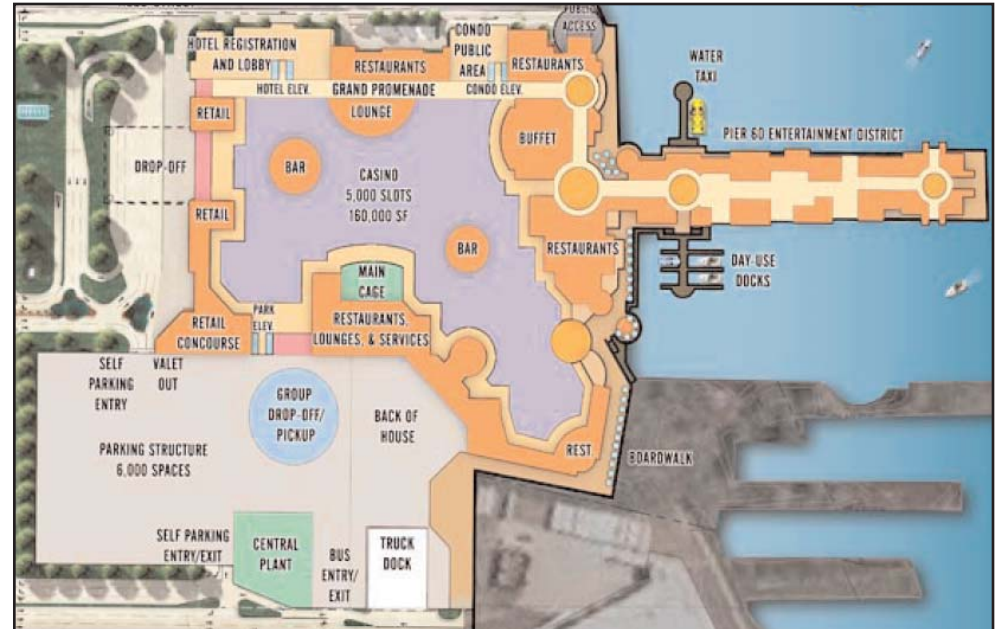 PUBLIC
ACCESS
HOTEL REGISTRATION
AND LOBBY
RESTAURANTS
CONDO
PUBLIC
AREA
RESTAURANTS
HOTEL ELEV.
GRAND PROMENADE
CONDO ELEV.
WATER
TAXI
RETAIL
LOUNGE
BUFFET
PIER 60 ENTERTAINMENT DISTRICT
DROP-OFF
BAR
CASINO
5,000 SLOTS
160,000 SF
RETAIL
BAR
RESTAURANTS
DAY-USE
DOCKS
MAIN
CAGE
PARK
ELEV.
RETAIL
CONCOURSE
RESTAURANTS,
LOUNGES, & SERVICES
SELF
PARKING
ENTRY
VALET
OUT
GROUP
DROP-OFF/
PICKUP
BACK OF
HOUSE
PARKING STRUCTURE
6,000 SPACES
REST.
BOARDWALK
SELF PARKING
ENTRY/EXIT
CENTRAL
PLANT
BUS
ENTRY/
EXIT
TRUCK
DOCK